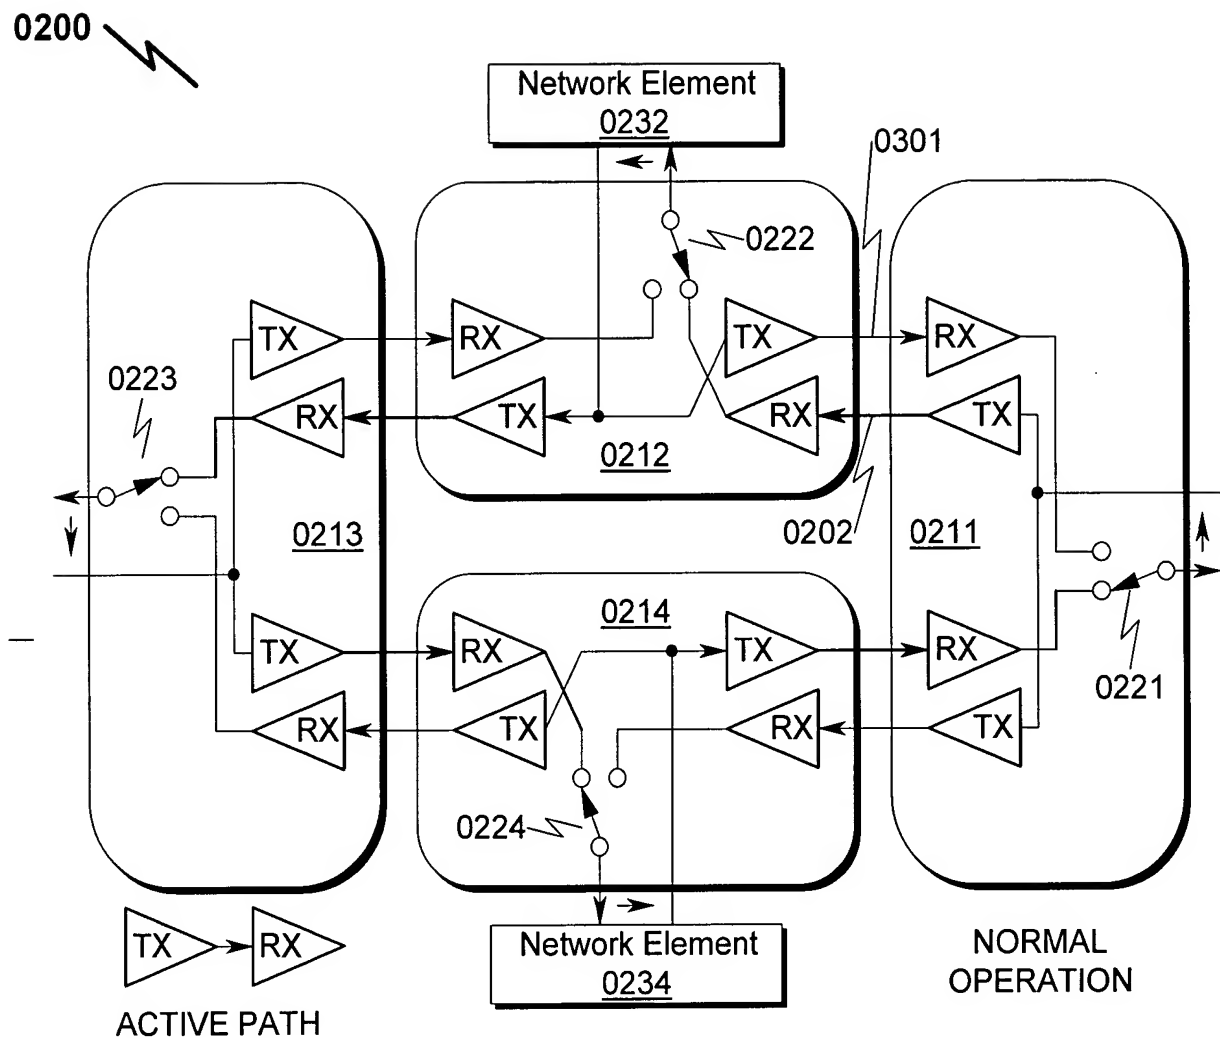 0200
Network Element
0232
0301
0222
TX
RX
TX
RX
0223
RX
TX
RX
TX
0212
0202
0213
0211
0214
TX
RX
TX
RX
0221
RX
TX
RX
TX
0224
TX
RX
Network Element
0234
NORMAL
OPERATION
ACTIVE PATH